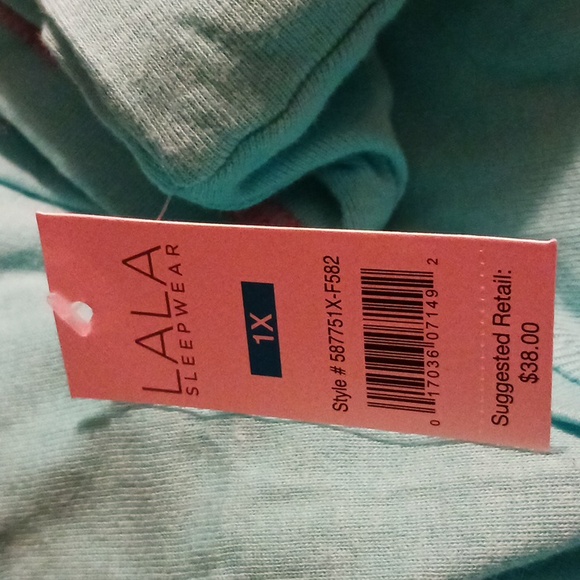 LALA
SLEEPWEAR
1X
Style # 587751X-F582
0 17036 07149 2
Suggested Retail:
$38.00